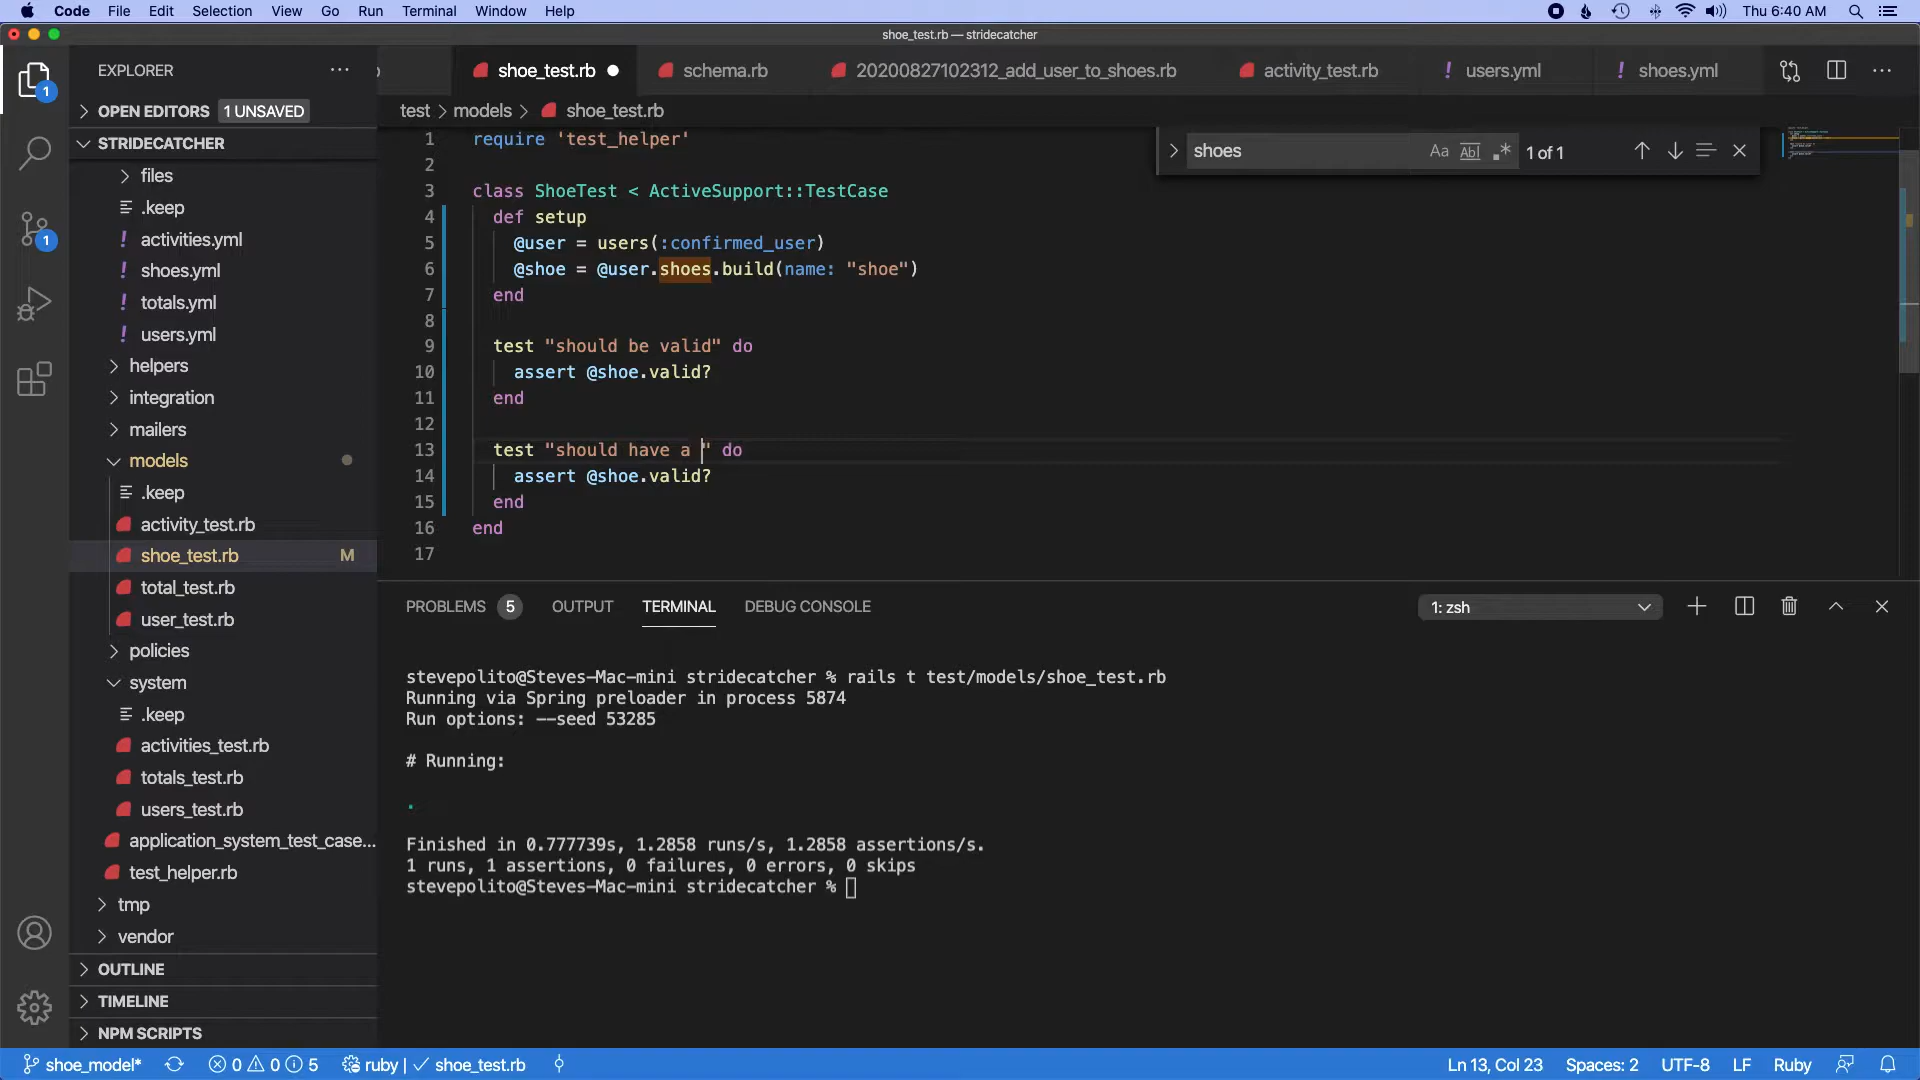 Code File Edit Selection View Go Run Terminal Window Help Thu 6:40 AM
shoe_test.rb — stridecatcher
EXPLORER
shoe_test.rb schema.rb 20200827102312_add_user_to_shoes.rb activity_test.rb ! users.yml ! shoes.yml
1
OPEN EDITORS 1 UNSAVED
test > models > shoe_test.rb
STRIDECATCHER
files
.keep
! activities.yml
! shoes.yml
! totals.yml
! users.yml
helpers
integration
mailers
models
.keep
activity_test.rb
shoe_test.rb M
total_test.rb
user_test.rb
policies
system
.keep
activities_test.rb
totals_test.rb
users_test.rb
application_system_test_case...
test_helper.rb
tmp
vendor
OUTLINE
TIMELINE
NPM SCRIPTS
1
shoes Aa Abl .* 1 of 1
1 require 'test_helper'
2
3 class ShoeTest < ActiveSupport::TestCase
4 def setup
5 @user = users(:confirmed_user)
6 @shoe = @user.shoes.build(name: "shoe")
7 end
8
9 test "should be valid" do
10 assert @shoe.valid?
11 end
12
13 test "should have a " do
14 assert @shoe.valid?
15 end
16 end
17
PROBLEMS 5 OUTPUT TERMINAL DEBUG CONSOLE 1: zsh
stevepolito@Steves-Mac-mini stridecatcher % rails t test/models/shoe_test.rb
Running via Spring preloader in process 5874
Run options: --seed 53285
# Running:
.
Finished in 0.777739s, 1.2858 runs/s, 1.2858 assertions/s.
1 runs, 1 assertions, 0 failures, 0 errors, 0 skips
stevepolito@Steves-Mac-mini stridecatcher %
shoe_model* 0 0 5 ruby | ✓ shoe_test.rb Ln 13, Col 23 Spaces: 2 UTF-8 LF Ruby